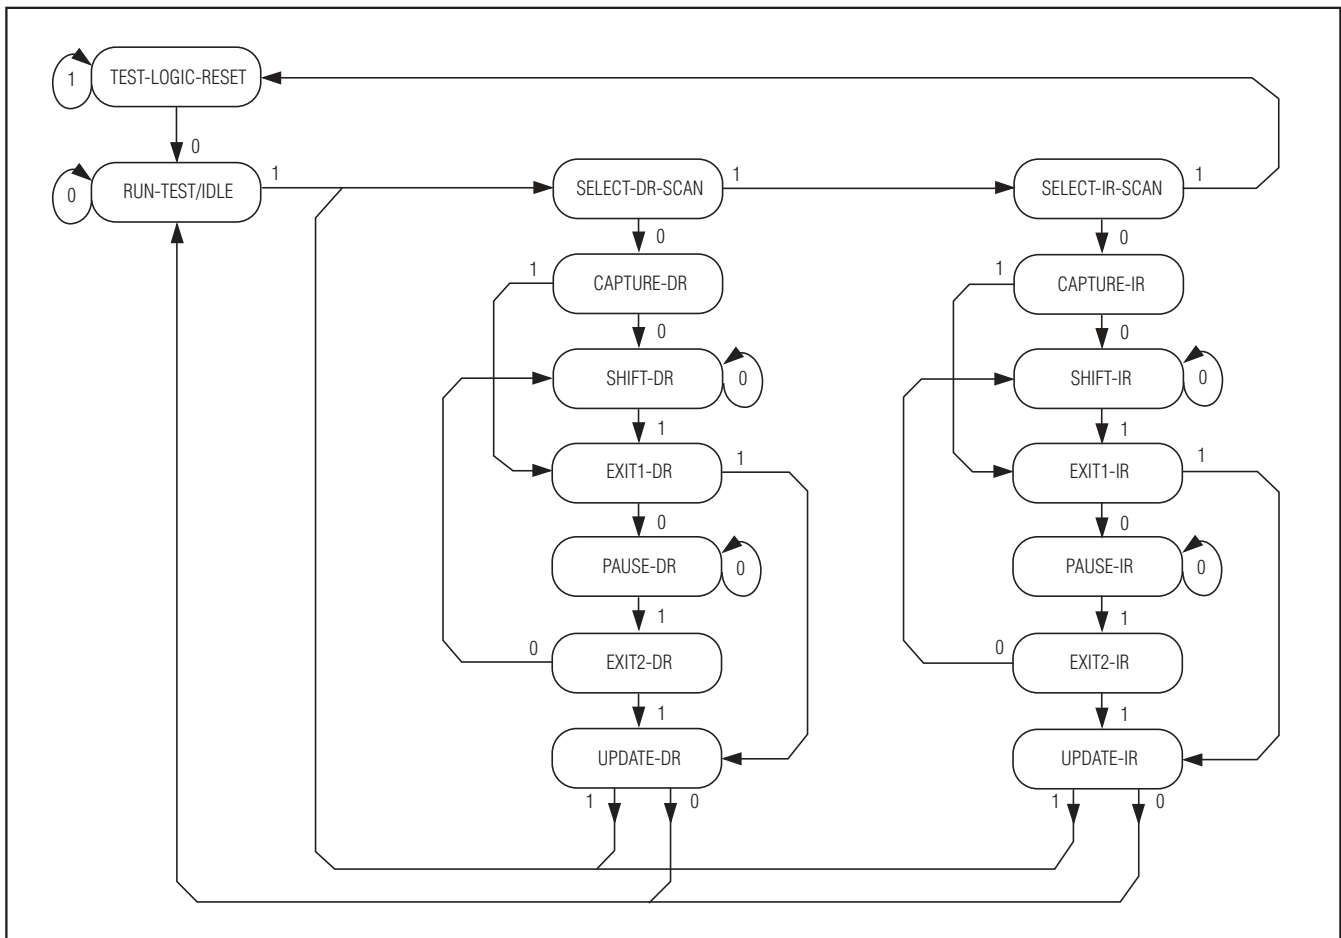 1
TEST-LOGIC-RESET
0
0
RUN-TEST/IDLE
1
SELECT-DR-SCAN
1
SELECT-IR-SCAN
1
0
0
1
CAPTURE-DR
1
CAPTURE-IR
0
0
SHIFT-DR
0
SHIFT-IR
0
1
1
EXIT1-DR
1
EXIT1-IR
1
0
0
PAUSE-DR
0
PAUSE-IR
0
1
1
0
EXIT2-DR
0
EXIT2-IR
1
1
UPDATE-DR
UPDATE-IR
1
0
1
0